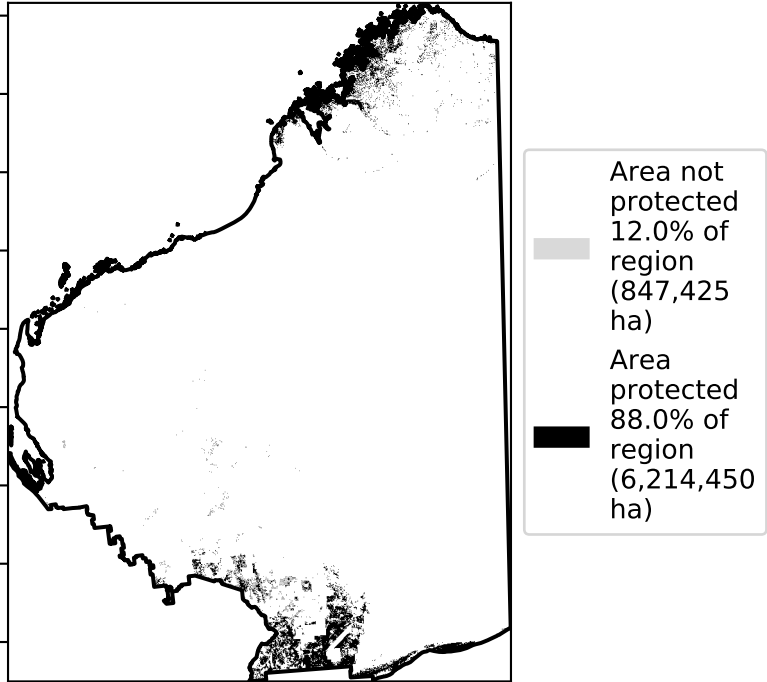 Area not
protected
12.0% of
region
(847,425
ha)
Area
protected
88.0% of
region
(6,214,450
ha)